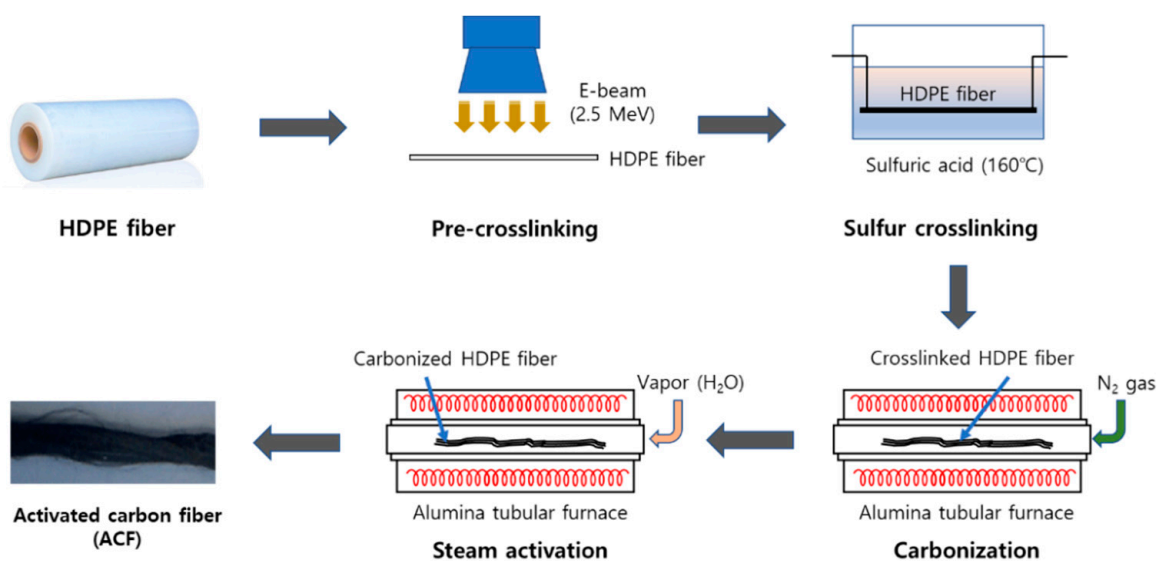 E-beam
(2.5 MeV)
HDPE fiber
HDPE fiber
Sulfuric acid (160℃)
HDPE fiber
Pre-crosslinking
Sulfur crosslinking
Carbonized HDPE fiber
Vapor (H₂O)
Crosslinked HDPE fiber
N₂ gas
Alumina tubular furnace
Alumina tubular furnace
Activated carbon fiber
(ACF)
Steam activation
Carbonization